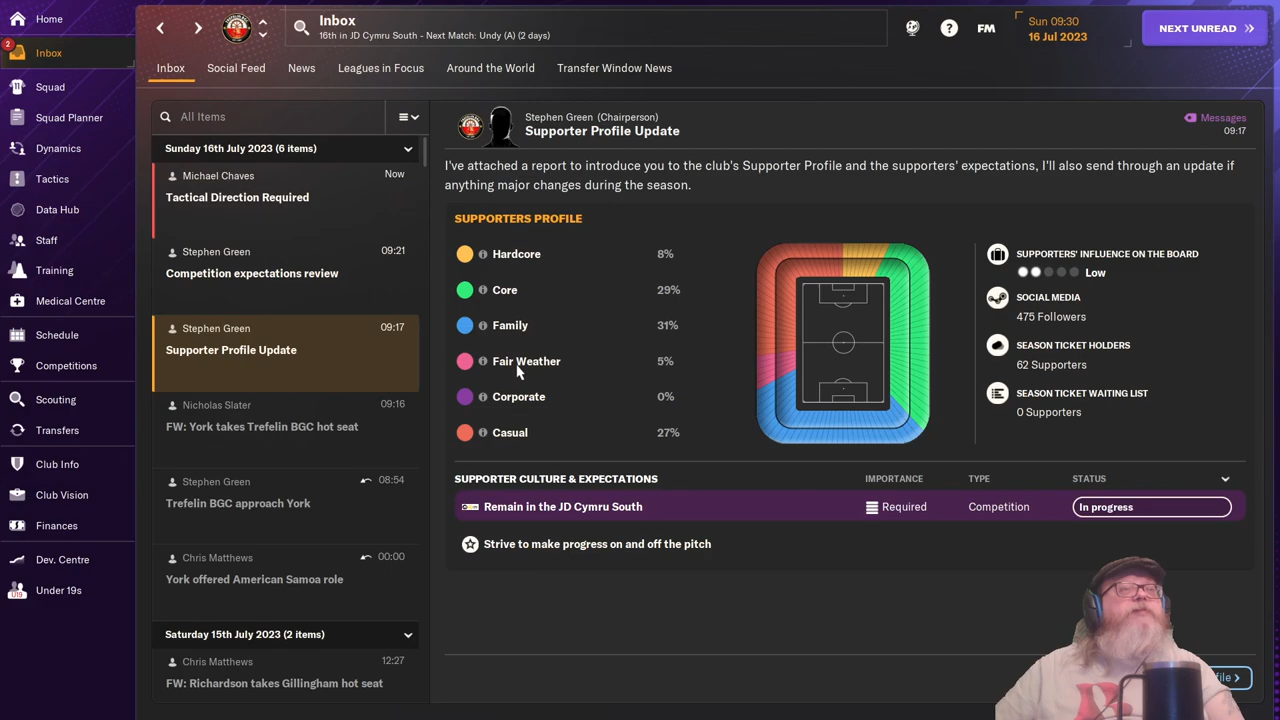 Home
2
Inbox
Squad
Squad Planner
Dynamics
Tactics
Data Hub
Staff
Training
Medical Centre
Schedule
Competitions
Scouting
Transfers
Club Info
Club Vision
Finances
Dev. Centre
U19
Under 19s
Inbox
16th in JD Cymru South - Next Match: Undy (A) (2 days)
?
FM
Sun 09:30
16 Jul 2023
NEXT UNREAD
Inbox Social Feed News Leagues in Focus Around the World Transfer Window News
All Items
Sunday 16th July 2023 (6 items)
Michael Chaves Now
Tactical Direction Required
Stephen Green 09:21
Competition expectations review
Stephen Green 09:17
Supporter Profile Update
Nicholas Slater 09:16
FW: York takes Trefelin BGC hot seat
Stephen Green 08:54
Trefelin BGC approach York
Chris Matthews 00:00
York offered American Samoa role
Saturday 15th July 2023 (2 items)
Chris Matthews 12:27
FW: Richardson takes Gillingham hot seat
Stephen Green (Chairperson)
Supporter Profile Update
Messages
09:17
I've attached a report to introduce you to the club's Supporter Profile and the supporters' expectations, I'll also send through an update if
anything major changes during the season.
SUPPORTERS PROFILE
Hardcore 8%
Core 29%
Family 31%
Fair Weather 5%
Corporate 0%
Casual 27%
SUPPORTERS' INFLUENCE ON THE BOARD
Low
SOCIAL MEDIA
475 Followers
SEASON TICKET HOLDERS
62 Supporters
SEASON TICKET WAITING LIST
0 Supporters
SUPPORTER CULTURE & EXPECTATIONS IMPORTANCE TYPE STATUS
Remain in the JD Cymru South Required Competition In progress
Strive to make progress on and off the pitch